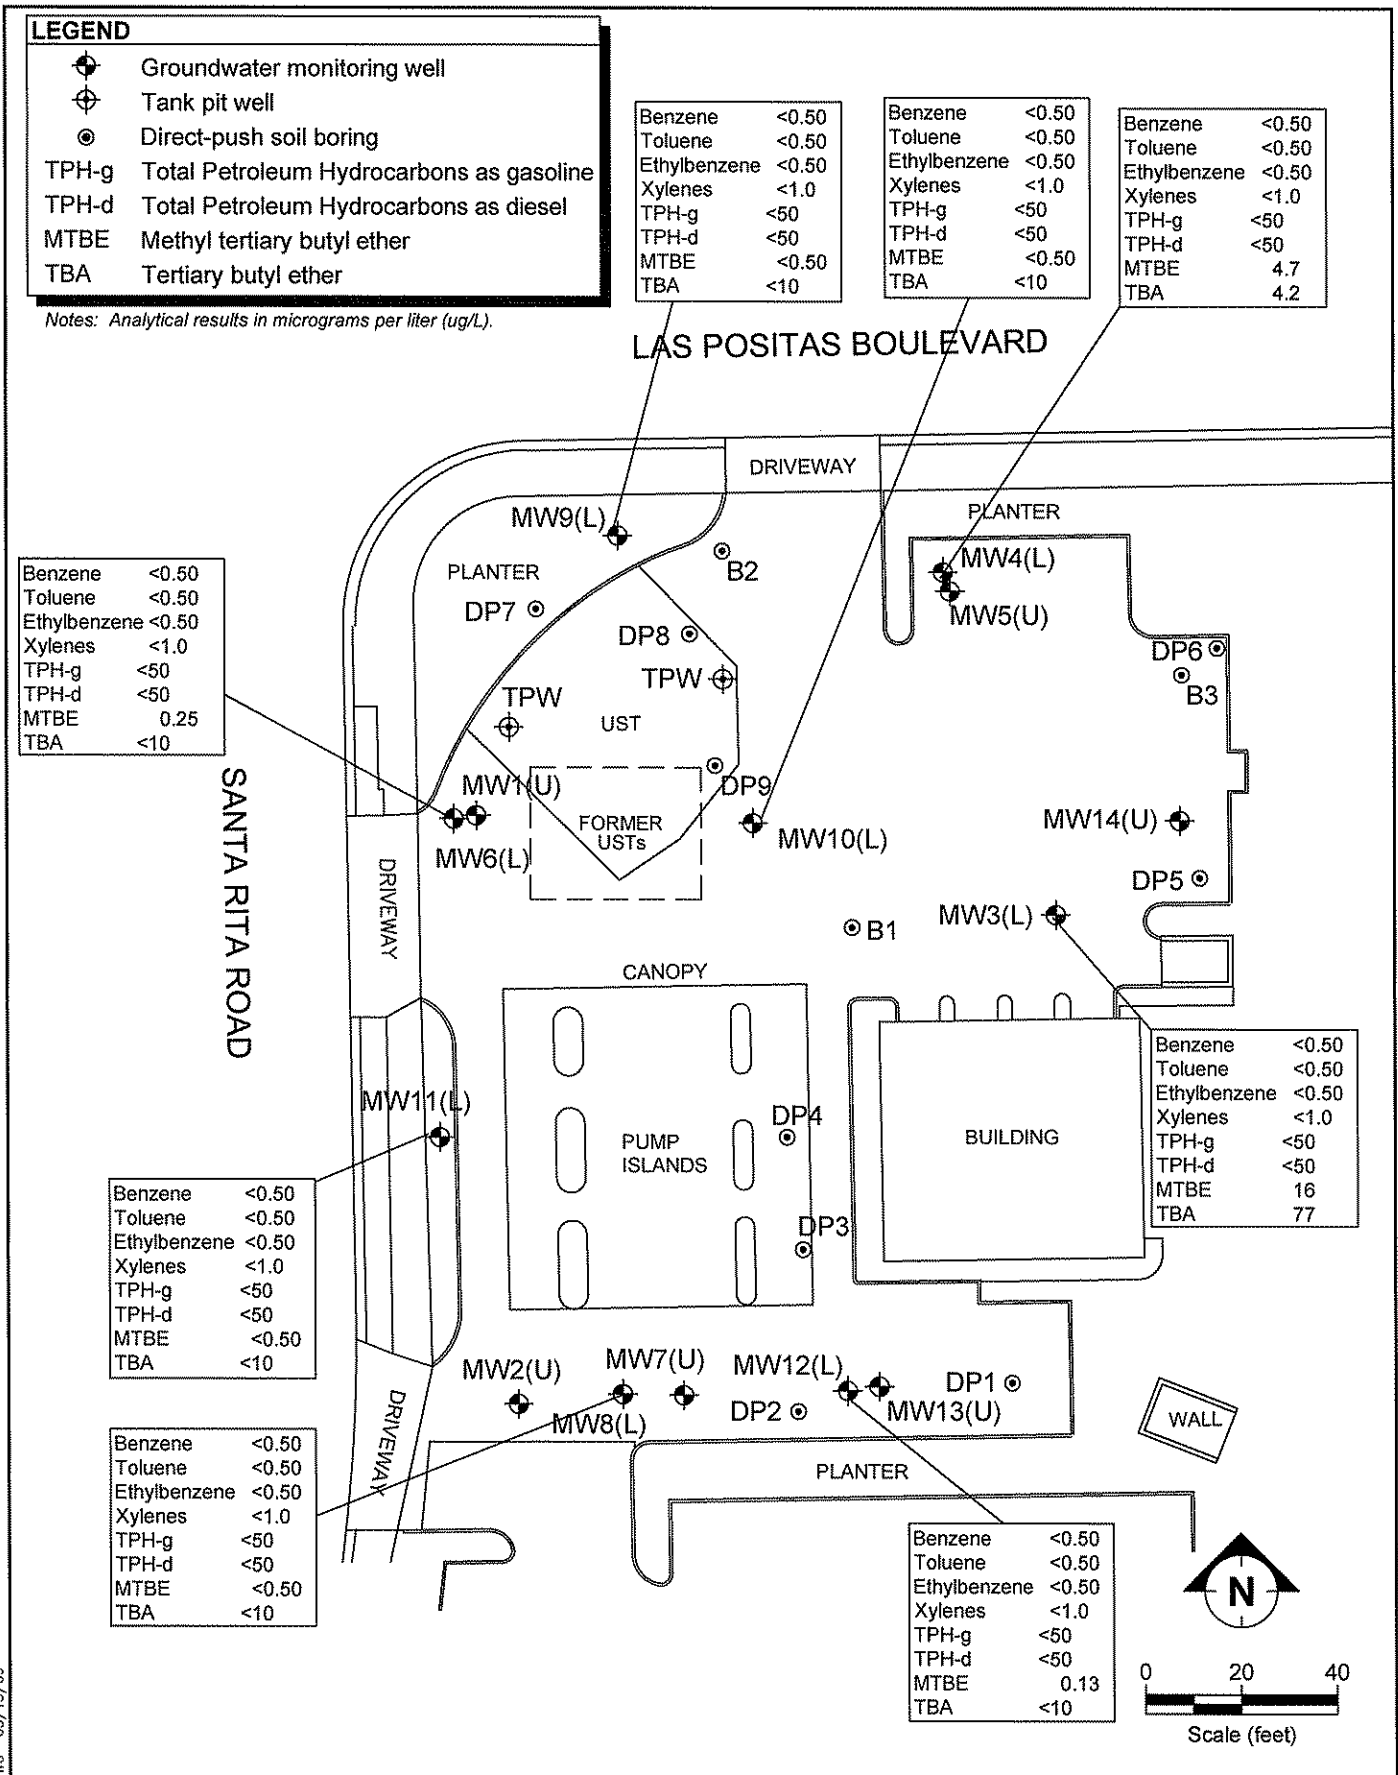 LEGEND
Groundwater monitoring well
Tank pit well
Direct-push soil boring
TPH-g Total Petroleum Hydrocarbons as gasoline
TPH-d Total Petroleum Hydrocarbons as diesel
MTBE Methyl tertiary butyl ether
TBA Tertiary butyl ether
Notes: Analytical results in micrograms per liter (ug/L).
Benzene <0.50
Toluene <0.50
Ethylbenzene <0.50
Xylenes <1.0
TPH-g <50
TPH-d <50
MTBE <0.50
TBA <10
Benzene <0.50
Toluene <0.50
Ethylbenzene <0.50
Xylenes <1.0
TPH-g <50
TPH-d <50
MTBE <0.50
TBA <10
Benzene <0.50
Toluene <0.50
Ethylbenzene <0.50
Xylenes <1.0
TPH-g <50
TPH-d <50
MTBE 4.7
TBA 4.2
LAS POSITAS BOULEVARD
DRIVEWAY
PLANTER
MW9(L)
B2
MW4(L)
MW5(U)
PLANTER
DP7
DP8
DP6
B3
TPW
TPW
UST
Benzene <0.50
Toluene <0.50
Ethylbenzene <0.50
Xylenes <1.0
TPH-g <50
TPH-d <50
MTBE 0.25
TBA <10
SANTA RITA ROAD
MW1(U)
MW6(L)
DP9
FORMER
USTs
MW10(L)
MW14(U)
DP5
DRIVEWAY
MW3(L)
B1
CANOPY
MW11(L)
DP4
PUMP
ISLANDS
BUILDING
DP3
Benzene <0.50
Toluene <0.50
Ethylbenzene <0.50
Xylenes <1.0
TPH-g <50
TPH-d <50
MTBE 16
TBA 77
Benzene <0.50
Toluene <0.50
Ethylbenzene <0.50
Xylenes <1.0
TPH-g <50
TPH-d <50
MTBE <0.50
TBA <10
MW2(U)
MW7(U)
MW12(L)
DP1
MW8(L)
DP2
MW13(U)
DRIVEWAY
WALL
PLANTER
Benzene <0.50
Toluene <0.50
Ethylbenzene <0.50
Xylenes <1.0
TPH-g <50
TPH-d <50
MTBE <0.50
TBA <10
Benzene <0.50
Toluene <0.50
Ethylbenzene <0.50
Xylenes <1.0
TPH-g <50
TPH-d <50
MTBE 0.13
TBA <10
N
0 20 40
Scale (feet)